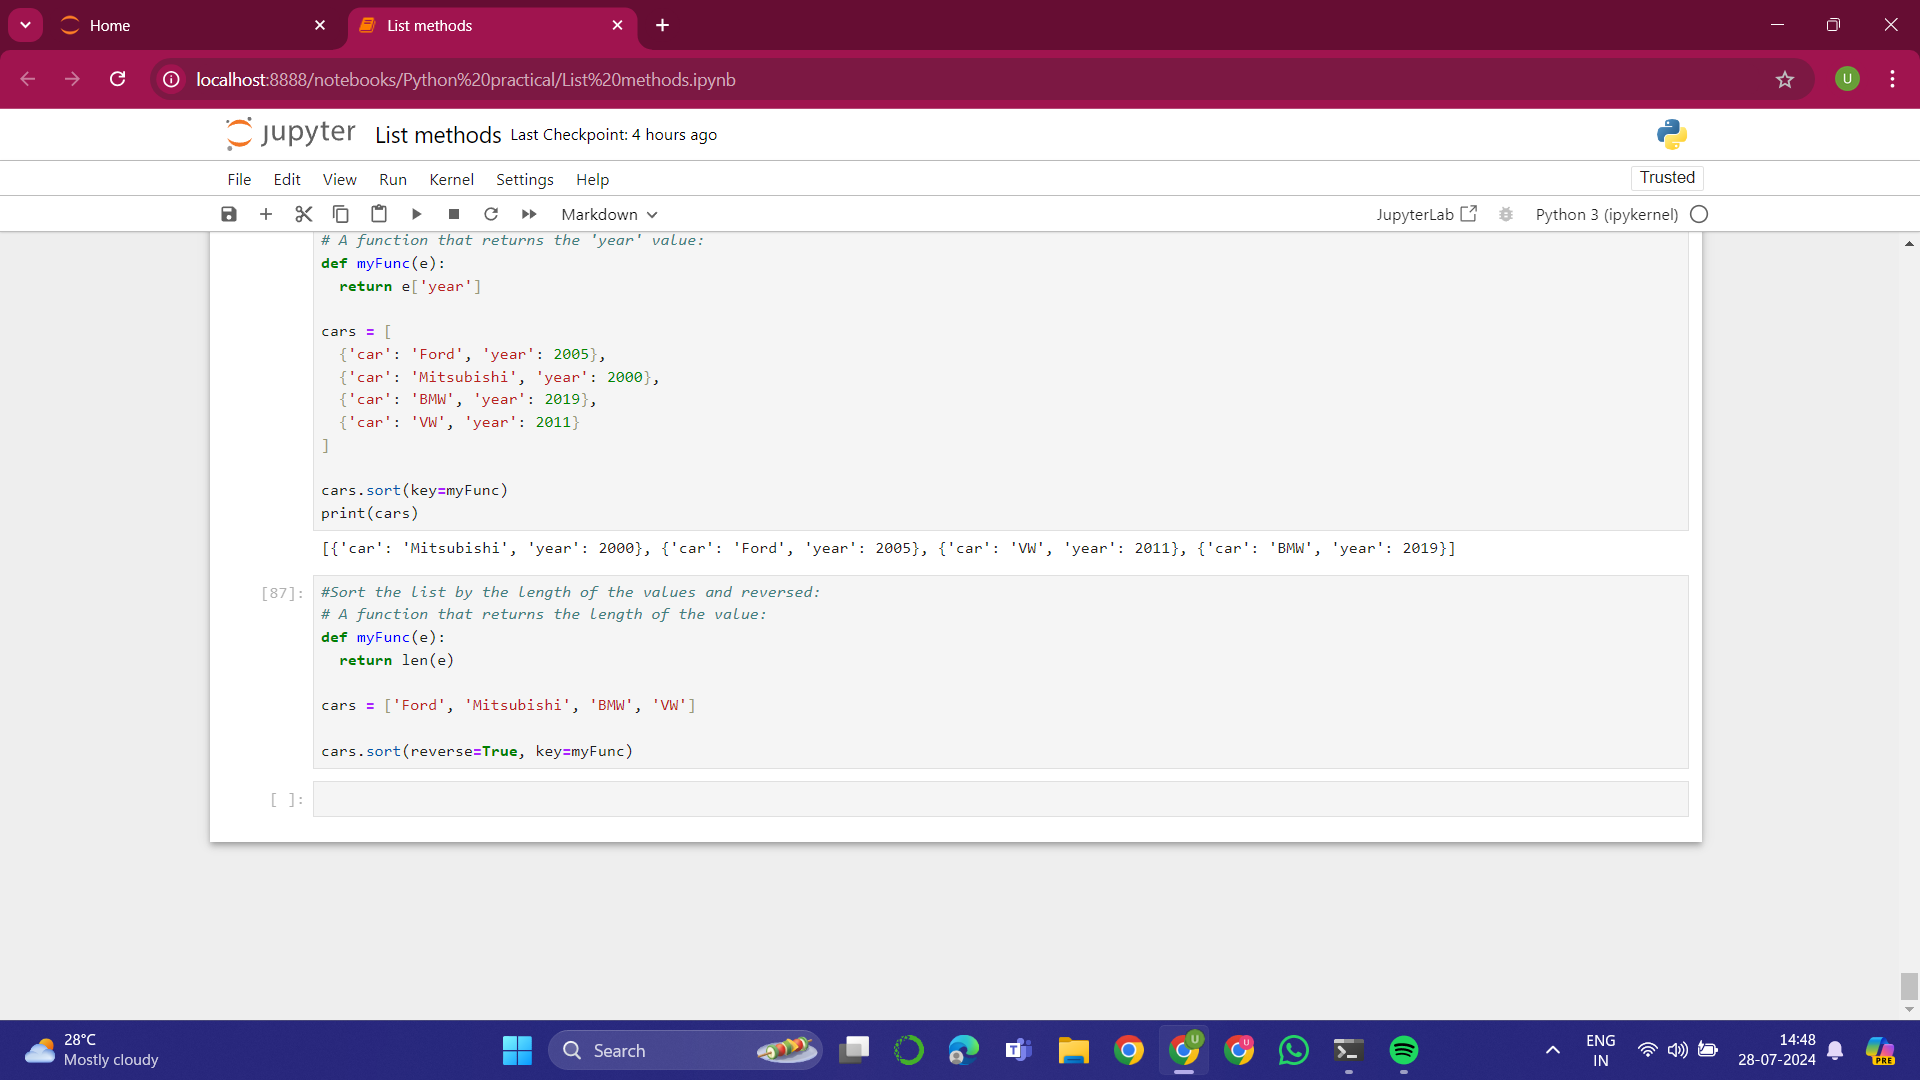 Home
List methods
localhost:8888/notebooks/Python%20practical/List%20methods.ipynb
U
jupyter List methods Last Checkpoint: 4 hours ago
File Edit View Run Kernel Settings Help
Trusted
Markdown
JupyterLab
Python 3 (ipykernel)
# A function that returns the 'year' value:
def myFunc(e):
  return e['year']
cars = [
  {'car': 'Ford', 'year': 2005},
  {'car': 'Mitsubishi', 'year': 2000},
  {'car': 'BMW', 'year': 2019},
  {'car': 'VW', 'year': 2011}
]
cars.sort(key=myFunc)
print(cars)
[{'car': 'Mitsubishi', 'year': 2000}, {'car': 'Ford', 'year': 2005}, {'car': 'VW', 'year': 2011}, {'car': 'BMW', 'year': 2019}]
[87]: #Sort the list by the length of the values and reversed:
# A function that returns the length of the value:
def myFunc(e):
  return len(e)
cars = ['Ford', 'Mitsubishi', 'BMW', 'VW']
cars.sort(reverse=True, key=myFunc)
[ ]:
28°C
Mostly cloudy
Search
T
U
U
ENG
IN
14:48
28-07-2024
PRE